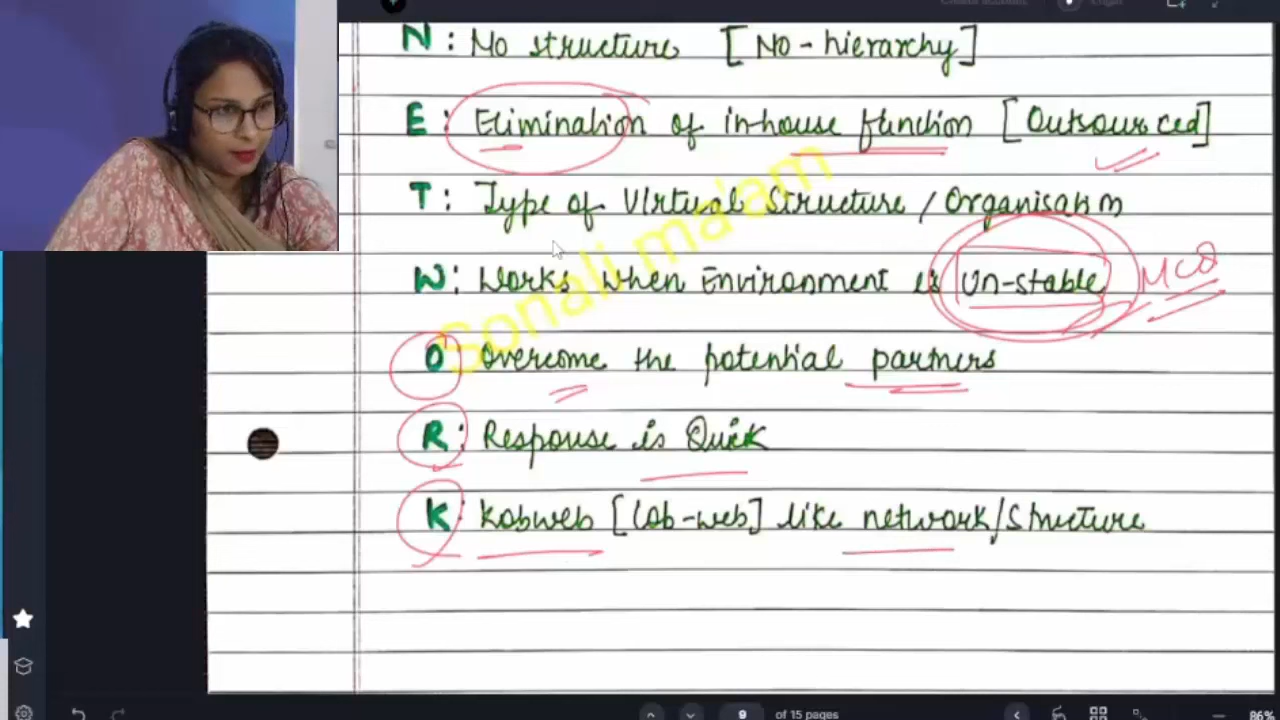 N: No structure [No-hierarchy]
E: Elimination of in-house function [Outsourced]
T: Type of Virtual Structure / Organisation
W: Works when Environment is Un-stable MCQ
O: Overcome the potential partners
R: Response is Quick
K: Kobweb [Cob-web] like network/Structure
Sonali ma'am
9 of 15 pages
86%